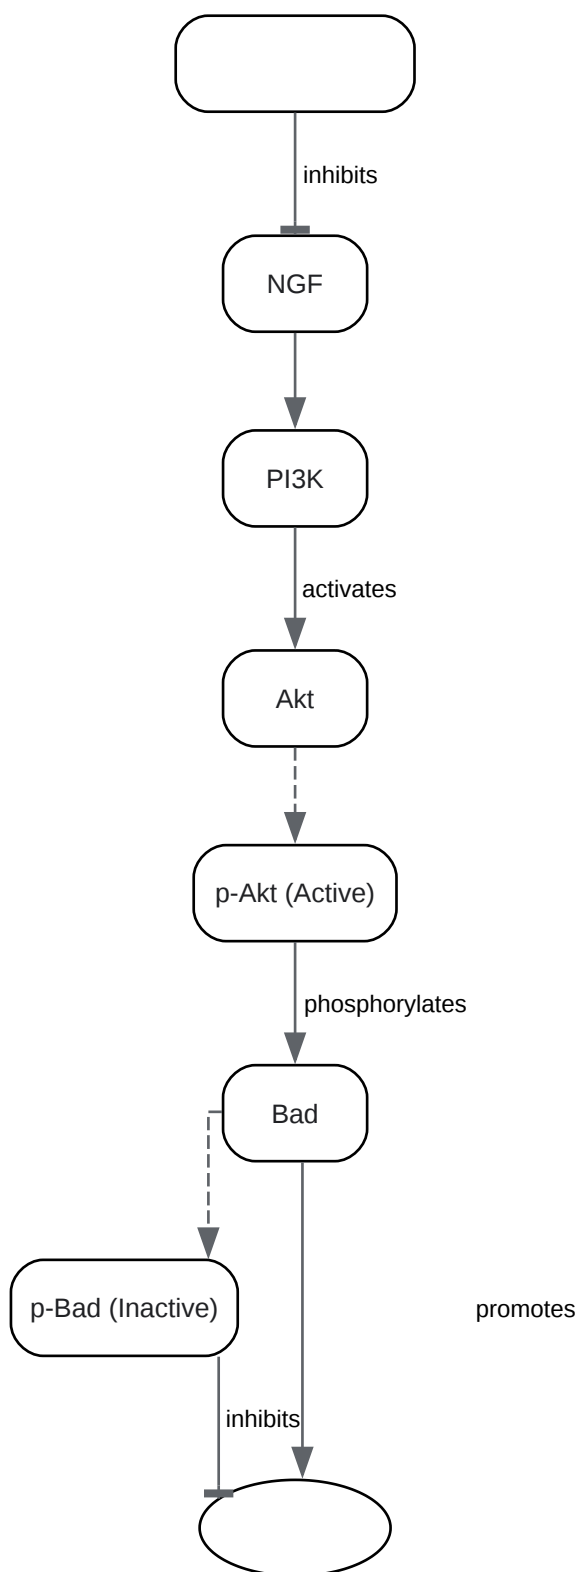 inhibits
NGF
PI3K
activates
Akt
p-Akt (Active)
phosphorylates
Bad
p-Bad (Inactive)
promotes
inhibits